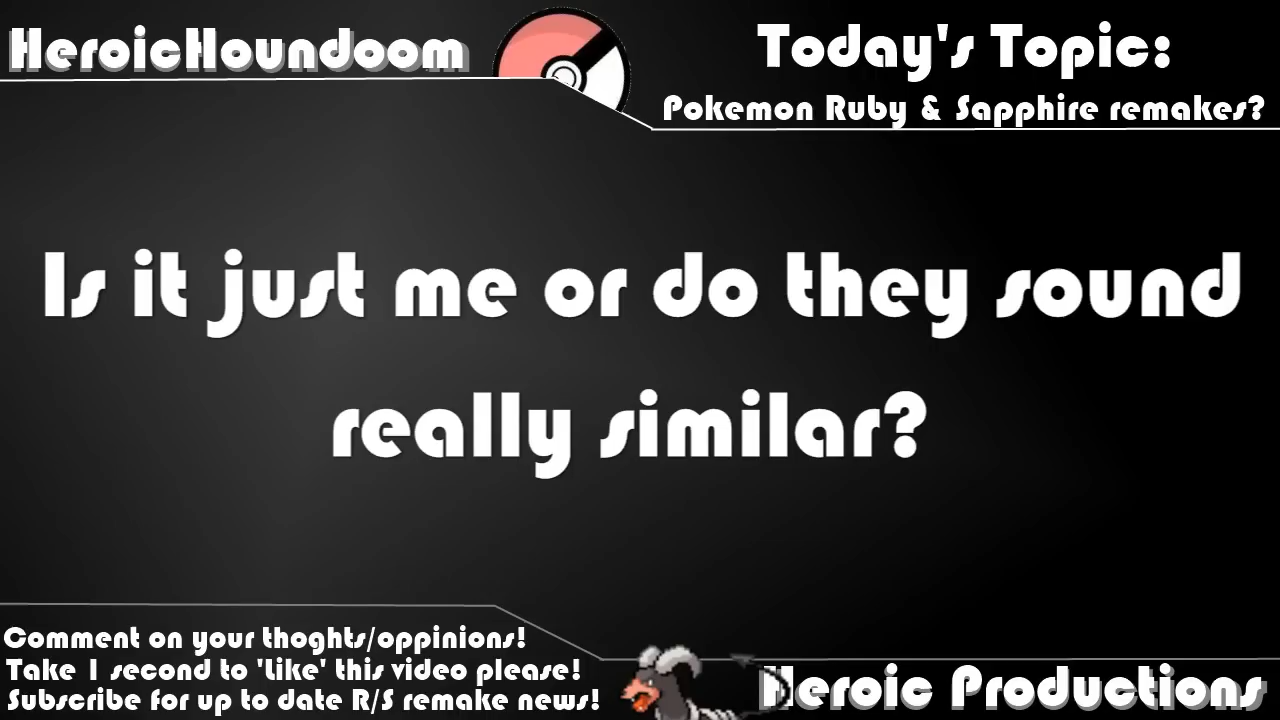 HeroicHoundoom
Today's Topic:
Pokemon Ruby & Sapphire remakes?
Is it just me or do they sound
really similar?
Comment on your thoghts/oppinions!
Take 1 second to 'Like' this video please!
Subscribe for up to date R/S remake news!
Heroic Productions